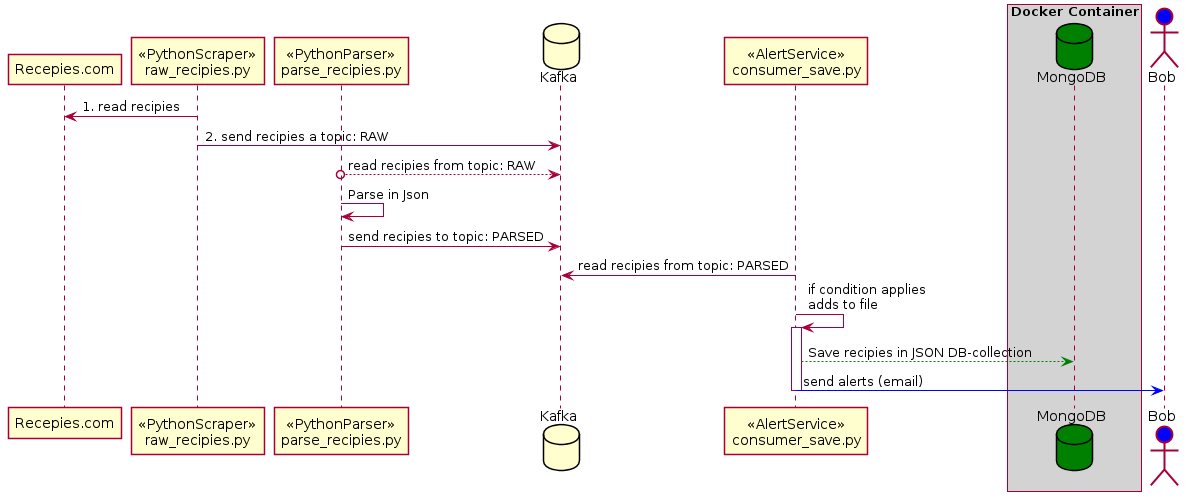 Docker Container
Recepies.com
«PythonScraper»
raw_recipies.py
«PythonParser»
parse_recipies.py
Kafka
«AlertService»
consumer_save.py
MongoDB
Bob
1. read recipies
2. send recipies a topic: RAW
read recipies from topic: RAW
Parse in Json
send recipies to topic: PARSED
read recipies from topic: PARSED
if condition applies
adds to file
Save recipies in JSON DB-collection
send alerts (email)
Recepies.com
«PythonScraper»
raw_recipies.py
«PythonParser»
parse_recipies.py
Kafka
«AlertService»
consumer_save.py
MongoDB
Bob